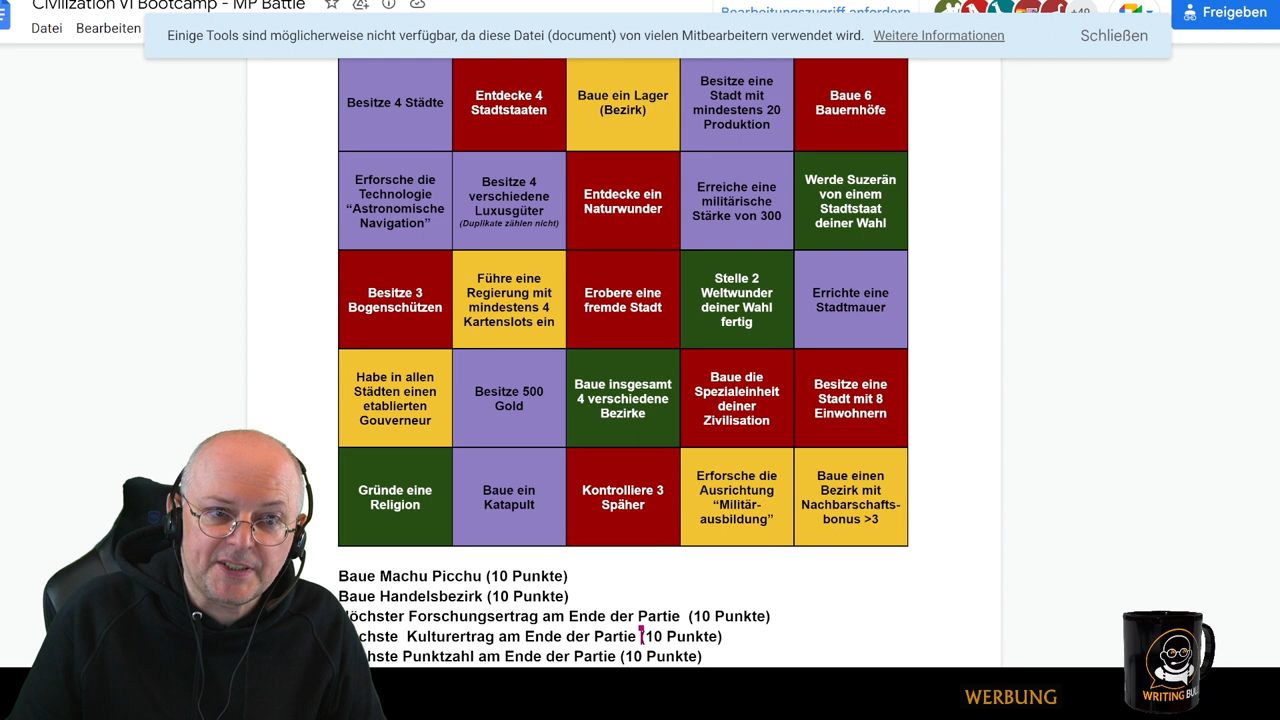 Civilization VI Bootcamp - MP Battle
Bearbeitungszugriff anfordern
+49
Freigeben
Datei Bearbeiten
Einige Tools sind möglicherweise nicht verfügbar, da diese Datei (document) von vielen Mitbearbeitern verwendet wird. Weitere Informationen Schließen
Besitze 4 Städte
Entdecke 4
Stadtstaaten
Baue ein Lager
(Bezirk)
Besitze eine
Stadt mit
mindestens 20
Produktion
Baue 6
Bauernhöfe
Erforsche die
Technologie
“Astronomische
Navigation”
Besitze 4
verschiedene
Luxusgüter
(Duplikate zählen nicht)
Entdecke ein
Naturwunder
Erreiche eine
militärische
Stärke von 300
Werde Suzerän
von einem
Stadtstaat
deiner Wahl
Besitze 3
Bogenschützen
Führe eine
Regierung mit
mindestens 4
Kartenslots ein
Erobere eine
fremde Stadt
Stelle 2
Weltwunder
deiner Wahl
fertig
Errichte eine
Stadtmauer
Habe in allen
Städten einen
etablierten
Gouverneur
Besitze 500
Gold
Baue insgesamt
4 verschiedene
Bezirke
Baue die
Spezialeinheit
deiner
Zivilisation
Besitze eine
Stadt mit 8
Einwohnern
Gründe eine
Religion
Baue ein
Katapult
Kontrolliere 3
Späher
Erforsche die
Ausrichtung
“Militär-
ausbildung”
Baue einen
Bezirk mit
Nachbarschafts-
bonus >3
Baue Machu Picchu (10 Punkte)
Baue Handelsbezirk (10 Punkte)
Höchster Forschungsertrag am Ende der Partie (10 Punkte)
Kulturertrag am Ende der Partie (10 Punkte)
Punktzahl am Ende der Partie (10 Punkte)
WERBUNG
WRITING BULL